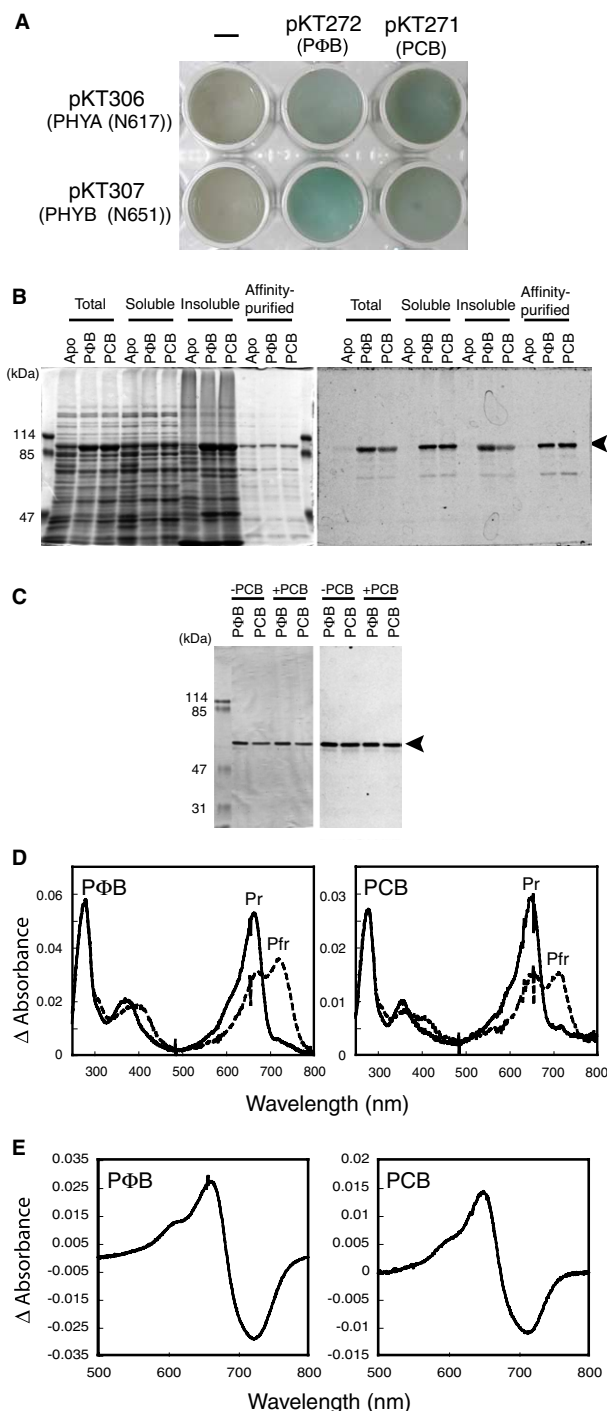 A
— pKT272 (PΦB) pKT271 (PCB)
pKT306
(PHYA (N617))
pKT307
(PHYB (N651))
B
Total Soluble Insoluble Affinity-purified Total Soluble Insoluble Affinity-purified
Apo PΦB PCB Apo PΦB PCB Apo PΦB PCB Apo PΦB PCB Apo PΦB PCB Apo PΦB PCB Apo PΦB PCB Apo PΦB PCB
(kDa)
114
85
47
C
-PCB +PCB -PCB +PCB
PΦB PCB PΦB PCB PΦB PCB PΦB PCB
(kDa)
114
85
47
31
D
PΦB PCB
Pr Pr
Pfr Pfr
Δ Absorbance
0.06 0.03
0.04 0.02
0.02 0.01
0 0
300 400 500 600 700 800 300 400 500 600 700 800
Wavelength (nm) Wavelength (nm)
E
PΦB PCB
Δ Absorbance
0.035 0.02
0.025 0.015
0.015 0.01
0.005 0.005
-0.005 0
-0.015 -0.005
-0.025 -0.01
-0.035 -0.015
500 600 700 800 500 600 700 800
Wavelength (nm) Wavelength (nm)